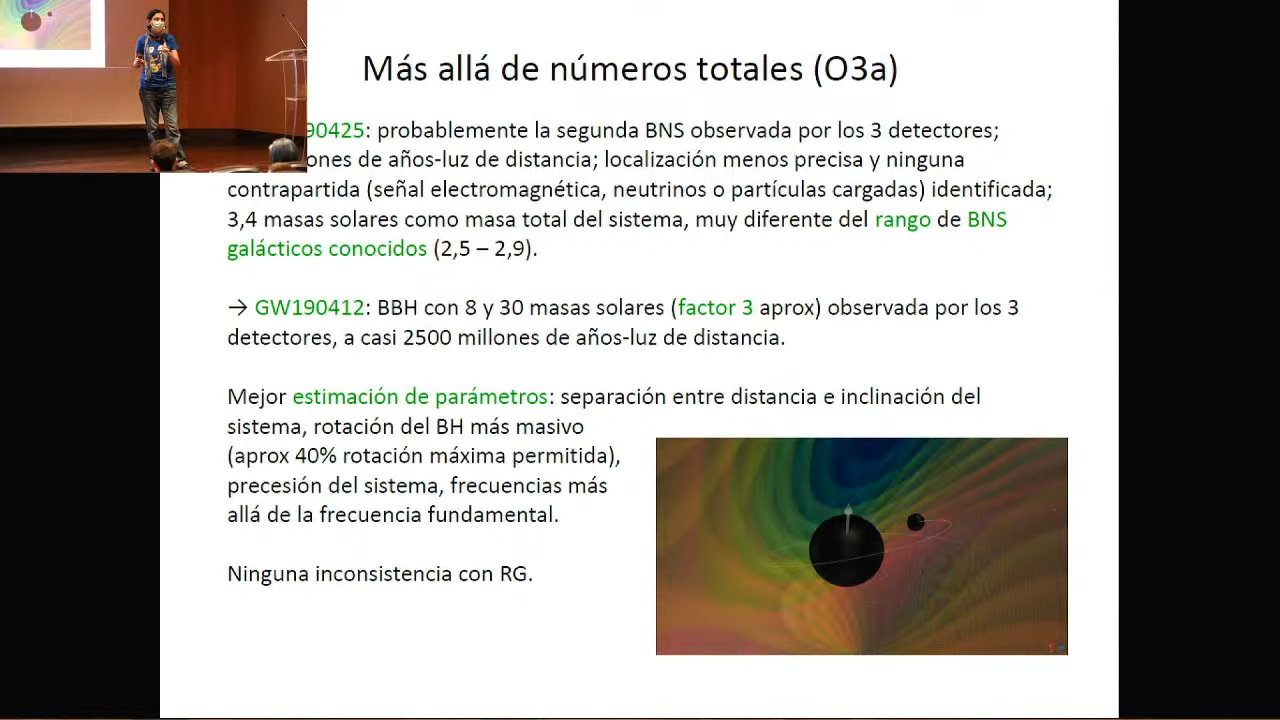 Más allá de números totales (O3a)
90425: probablemente la segunda BNS observada por los 3 detectores;
ones de años-luz de distancia; localización menos precisa y ninguna
contrapartida (señal electromagnética, neutrinos o partículas cargadas) identificada;
3,4 masas solares como masa total del sistema, muy diferente del rango de BNS
galácticos conocidos (2,5 – 2,9).
→ GW190412: BBH con 8 y 30 masas solares (factor 3 aprox) observada por los 3
detectores, a casi 2500 millones de años-luz de distancia.
Mejor estimación de parámetros: separación entre distancia e inclinación del
sistema, rotación del BH más masivo
(aprox 40% rotación máxima permitida),
precesión del sistema, frecuencias más
allá de la frecuencia fundamental.
Ninguna inconsistencia con RG.